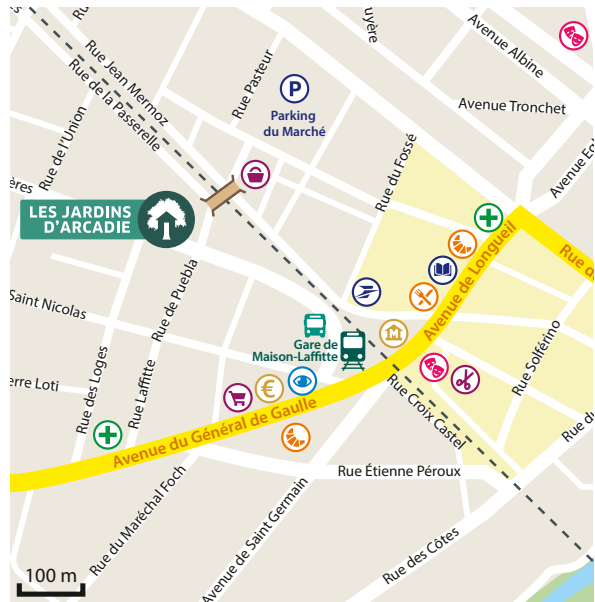 Rue Jean Mermoz
Rue de la Passerelle
Rue Pasteur
P
Parking
du Marché
Avenue Albine
Avenue Tronchet
Rue de l'Union
Rue du Fossé
LES JARDINS
D'ARCADIE
Avenue de Longueil
Saint Nicolas
Rue de Puebla
Gare de
Maison-Laffitte
M
Rue Solférino
Rue des Loges
Rue Laffitte
€
Rue Croix Castel
Avenue du Général de Gaulle
Rue Étienne Péroux
Rue du Maréchal Foch
Avenue de Saint Germain
Rue des Côtes
100 m